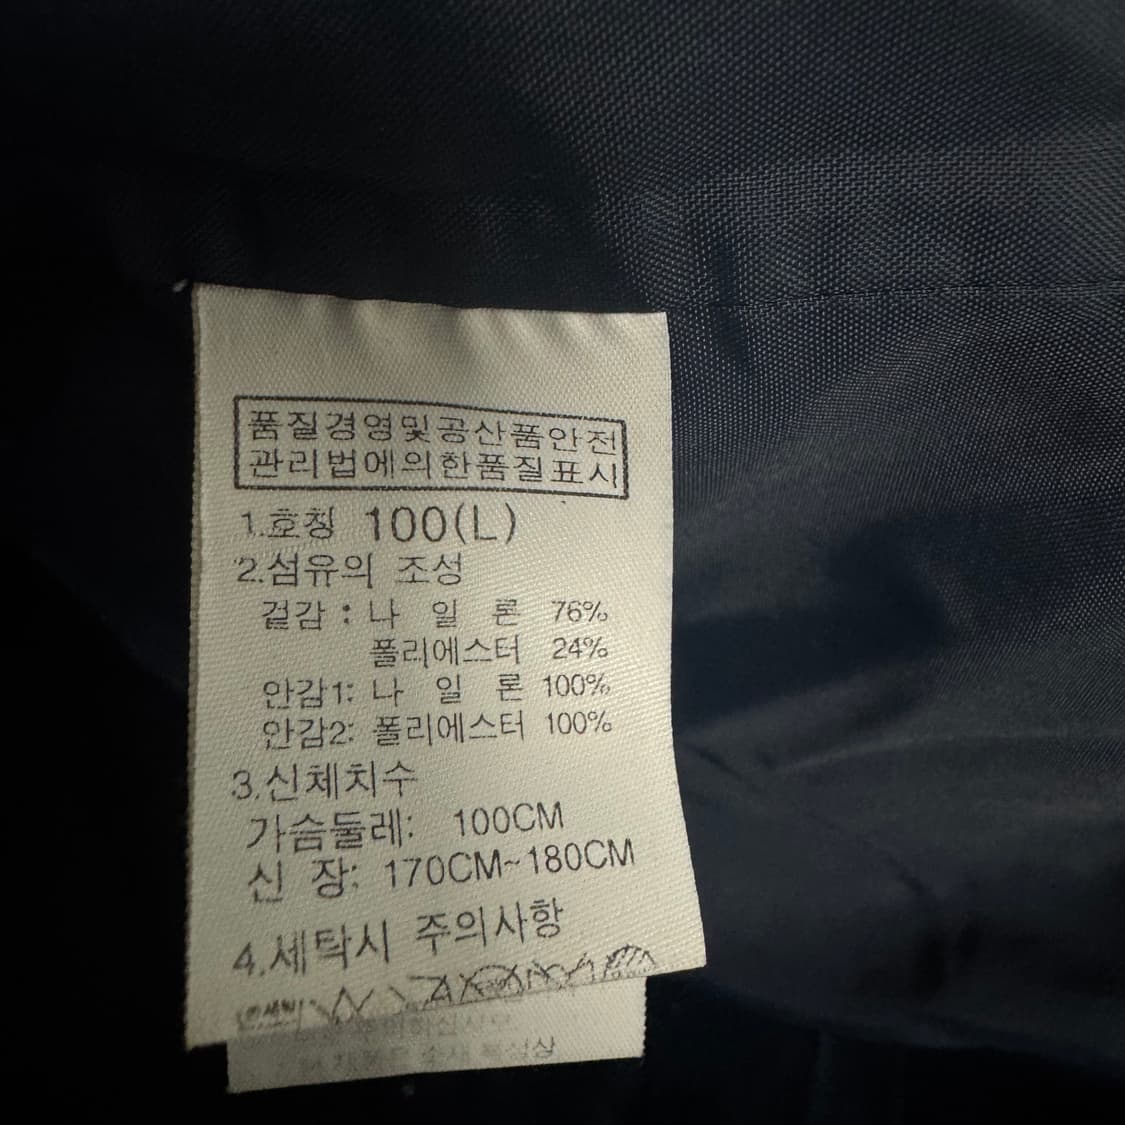 품질경영및공산품안전
관리법에의한품질표시
1.호칭 100(L)
2.섬유의 조성
겉감 : 나 일 론 76%
폴리에스터 24%
안감1: 나 일 론 100%
안감2: 폴리에스터 100%
3.신체치수
가슴둘레: 100CM
신 장: 170CM~180CM
4.세탁시 주의사항